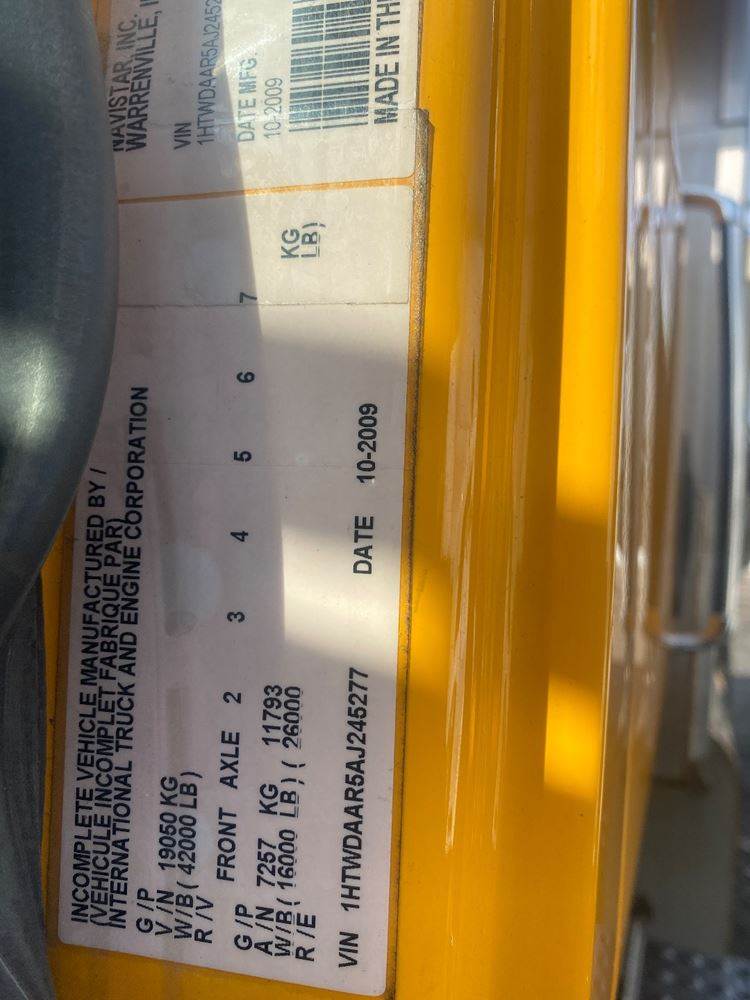 INCOMPLETE VEHICLE MANUFACTURED BY /
(VEHICULE INCOMPLET FABRIQUE PAR)
INTERNATIONAL TRUCK AND ENGINE CORPORATION
G /P
V /N 19050 KG
W/B( 42000 LB )
R /V
FRONT AXLE 2 3 4 5 6 7
G /P
A /N 7257 KG 11793 KG
W/B( 16000 LB ) ( 26000 LB)
R /E
VIN 1HTWDAAR5AJ245277 DATE 10-2009
NAVISTAR, INC.
WARRENVILLE,
VIN
1HTWDAAR5AJ2452
DATE MFG.
10-2009
MADE IN